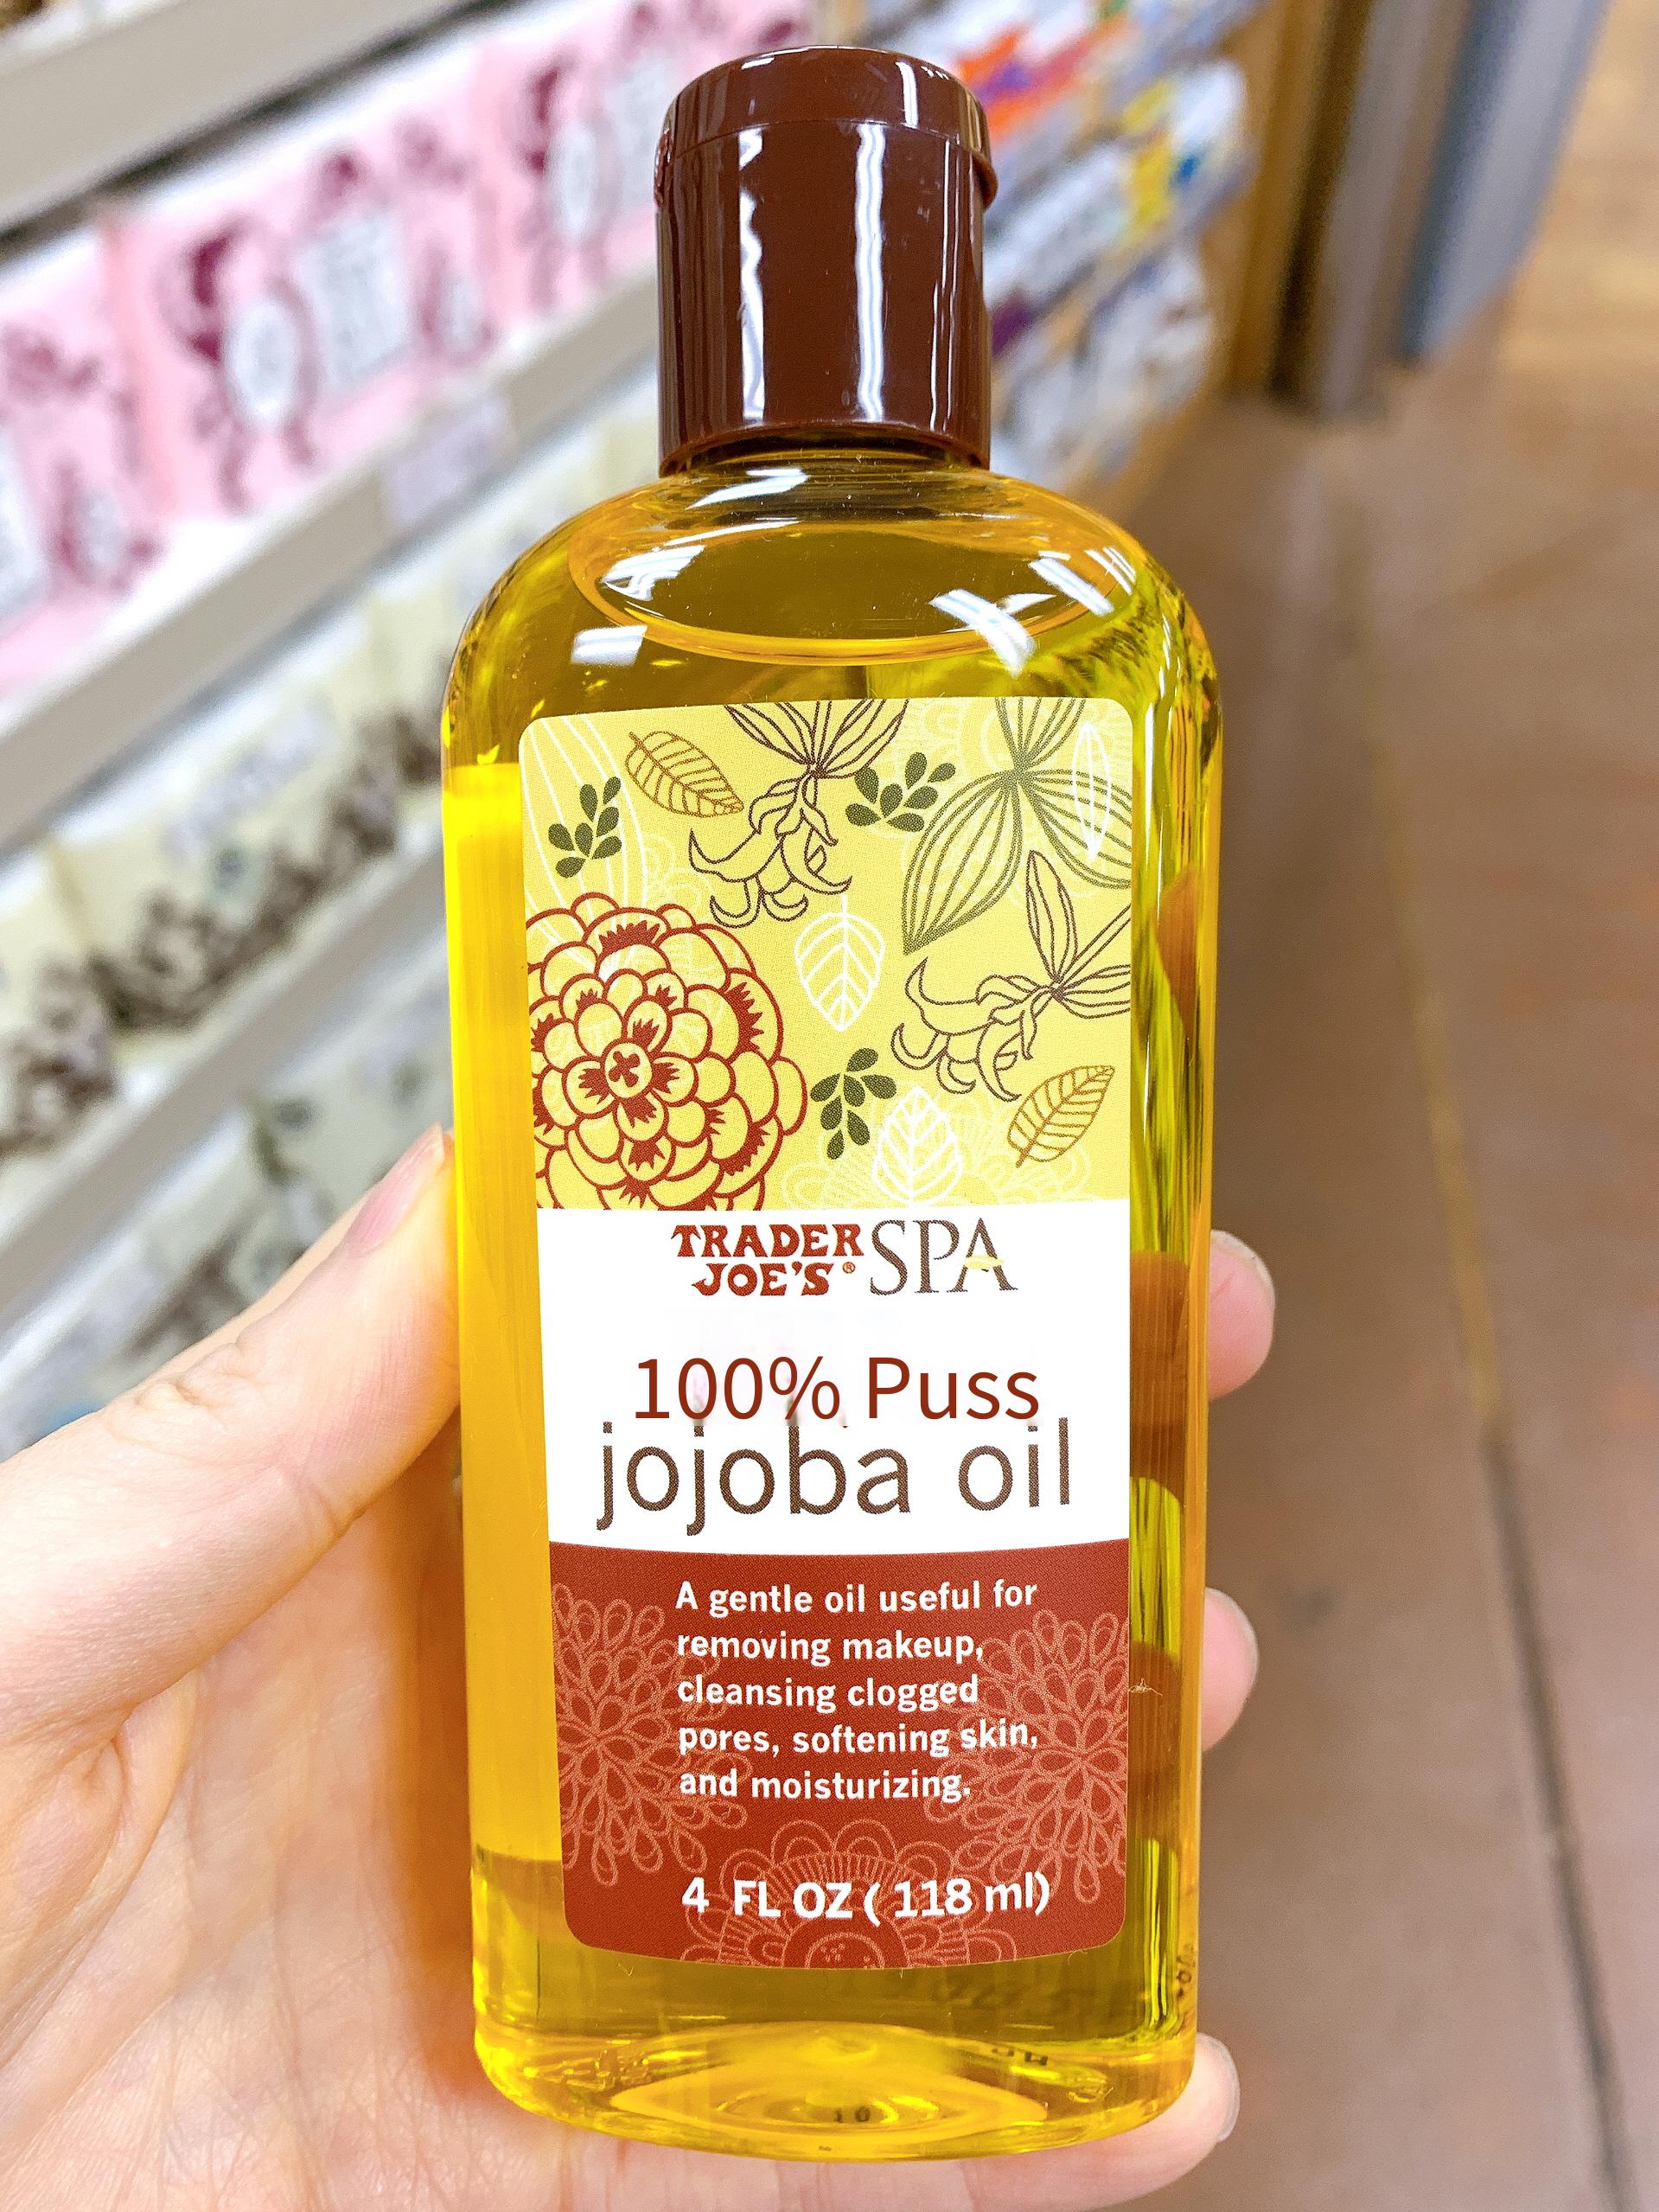 TRADER JOE'S® SPA
100% Puss
jojoba oil
A gentle oil useful for
removing makeup,
cleansing clogged
pores, softening skin,
and moisturizing.
4 FL OZ ( 118 ml)
10